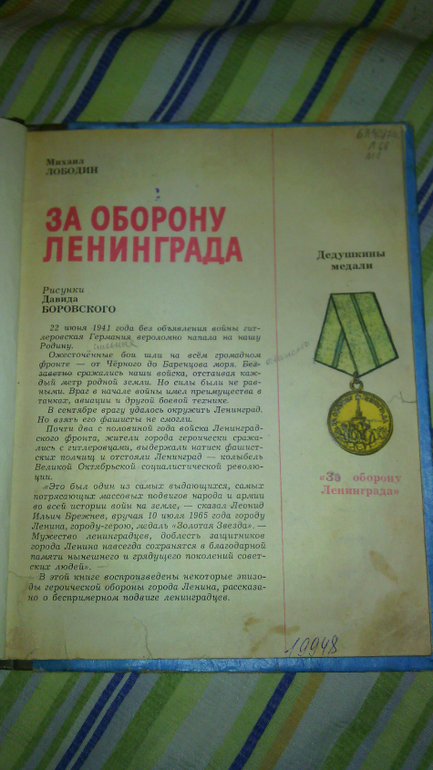 Михаил
ЛОБОДИН
ЗА ОБОРОНУ
ЛЕНИНГРАДА
Рисунки
Давида
БОРОВСКОГО
22 июня 1941 года без объявления войны гит-
леровская Германия вероломно напала на нашу
Родину.
Ожесточённые бои шли на всём громадном
фронте — от Чёрного до Баренцова моря. Без-
заветно сражались наши войска, отстаивая каж-
дый метр родной земли. Но силы были не рав-
ными. Враг в начале войны имел преимущества в
танках, авиации и другой боевой технике.
В сентябре врагу удалось окружить Ленинград.
Но взять его фашисты не смогли.
Почти два с половиной года войска Ленинград-
ского фронта, жители города героически сража-
лись с гитлеровцами, выдержали натиск фашист-
ских полчищ и отстояли Ленинград — колыбель
Великой Октябрьской социалистической револю-
ции.
«Это был один из самых выдающихся, самых
потрясающих массовых подвигов народа и армии
во всей истории войн на земле, — сказал Леонид
Ильич Брежнев, вручая 10 июля 1965 года городу
Ленина, городу-герою, медаль «Золотая Звезда». —
Мужество ленинградцев, доблесть защитников
города Ленина навсегда сохранятся в благодарной
памяти нынешнего и грядущего поколений совет-
ских людей».
В этой книге воспроизведены некоторые эпизо-
ды героической обороны города Ленина, рассказа-
но о беспримерном подвиге ленинградцев.
Дедушкины
медали
«За оборону
Ленинграда»
19948